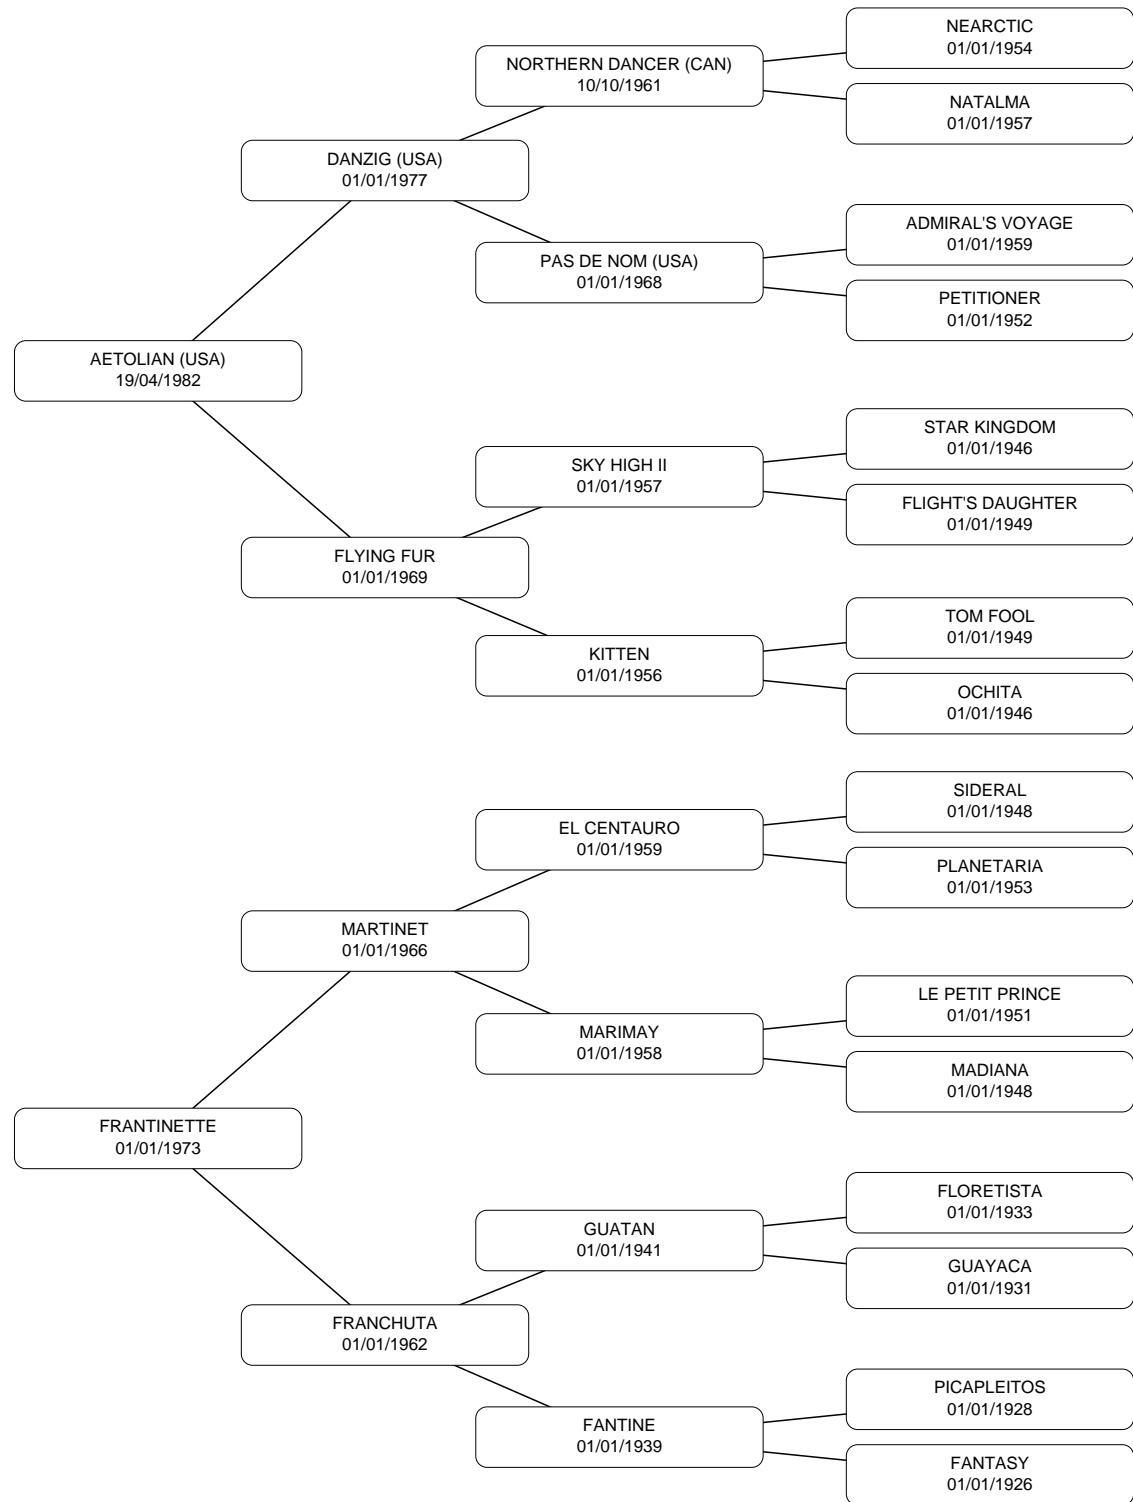 NEARCTIC
01/01/1954
NORTHERN DANCER (CAN)
10/10/1961
NATALMA
01/01/1957
DANZIG (USA)
01/01/1977
ADMIRAL'S VOYAGE
01/01/1959
PAS DE NOM (USA)
01/01/1968
PETITIONER
01/01/1952
AETOLIAN (USA)
19/04/1982
STAR KINGDOM
01/01/1946
SKY HIGH II
01/01/1957
FLIGHT'S DAUGHTER
01/01/1949
FLYING FUR
01/01/1969
TOM FOOL
01/01/1949
KITTEN
01/01/1956
OCHITA
01/01/1946
SIDERAL
01/01/1948
EL CENTAURO
01/01/1959
PLANETARIA
01/01/1953
MARTINET
01/01/1966
LE PETIT PRINCE
01/01/1951
MARIMAY
01/01/1958
MADIANA
01/01/1948
FRANTINETTE
01/01/1973
FLORETISTA
01/01/1933
GUATAN
01/01/1941
GUAYACA
01/01/1931
FRANCHUTA
01/01/1962
PICAPLEITOS
01/01/1928
FANTINE
01/01/1939
FANTASY
01/01/1926